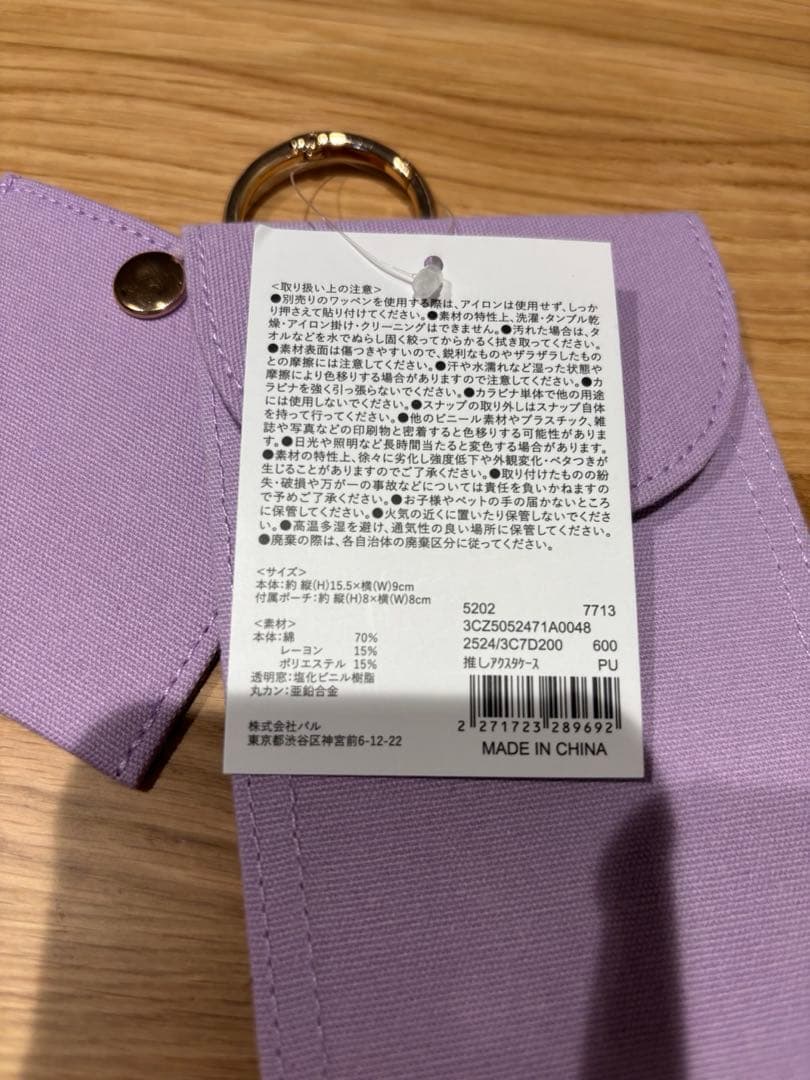 <取り扱い上の注意>
●別売りのワッペンを使用する際は、アイロンは使用せず、しっか
り押さえて貼り付けてください。●素材の特性上、洗濯・タンブル乾
燥・アイロン掛け・クリーニングはできません。●汚れた場合は、タ
オルなどを水でぬらし固く絞ってからかるく拭き取ってください。
●素材表面は傷つきやすいので、鋭利なものやザラザラしたもの
との摩擦には注意してください。●汗や水濡れなど湿った状態や
摩擦により色移りする場合がありますので注意してください。●カ
ラビナを強く引っ張らないでください。●カラビナ単体で他の用途
には使用しないでください。●スナップの取り外しはスナップ自体
を持って行ってください。●他のビニール素材やプラスチック、雑
誌や写真などの印刷物と密着すると色移りする可能性がありま
す。●日光や照明など長時間当たると変色する場合があります。
●素材の特性上、徐々に劣化し強度低下や外観変化・ベタつきが
生じることがありますのでご了承ください。●取り付けたものの紛
失・破損や万が一の事故などについては責任を負いかねますの
で予めご了承ください。●お子様やペットの手の届かないところ
に保管してください。●火気の近くに置いたり保管しないでくださ
い。●高温多湿を避け、通気性の良い場所に保管してください。
●廃棄の際は、各自治体の廃棄区分に従ってください。
<サイズ>
本体:約 縦(H)15.5×横(W)9cm
付属ポーチ:約 縦(H)8×横(W)8cm
<素材>
本体:綿 70%
レーヨン 15%
ポリエステル 15%
透明窓:塩化ビニル樹脂
丸カン:亜鉛合金
株式会社パル
東京都渋谷区神宮前6-12-22
5202 7713
3CZ5052471A0048
2524/3C7D200 600
推しアクスタケース PU
2 271723 289692
MADE IN CHINA